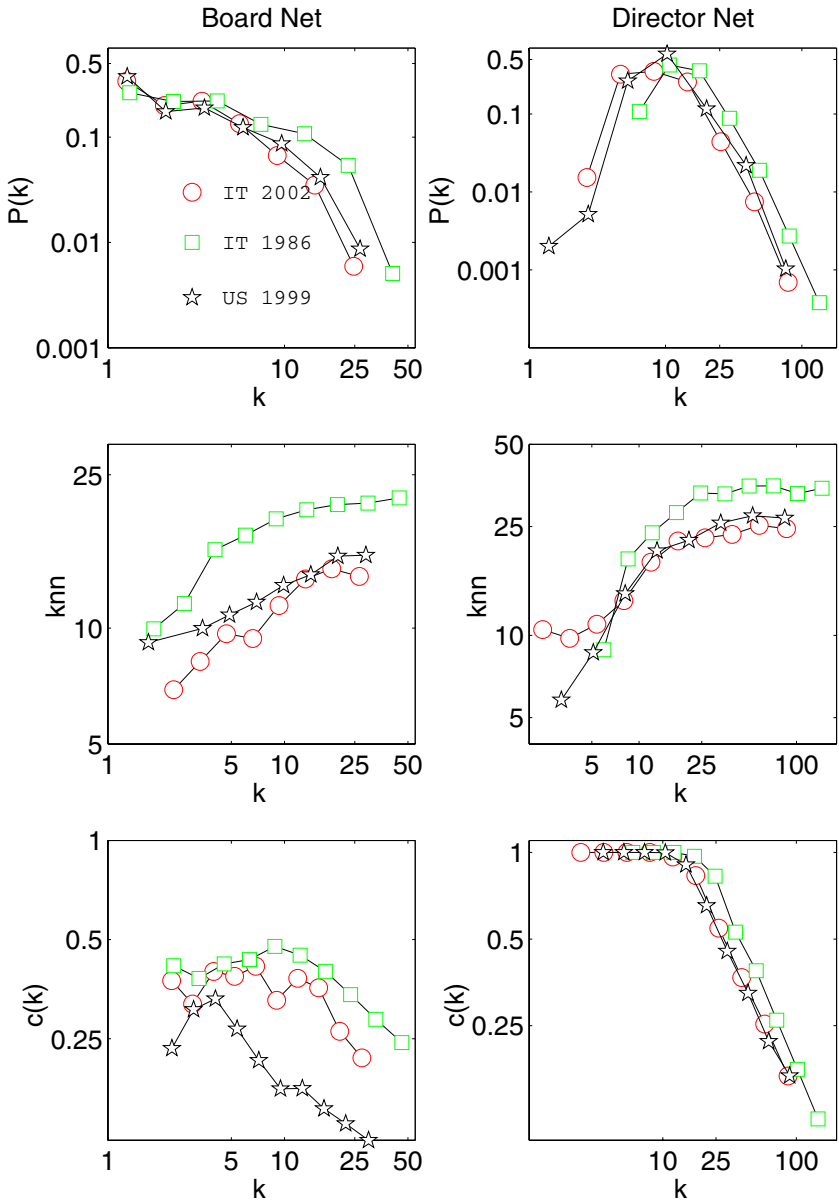 Board Net
Director Net
0.5
0.1
0.01
0.001
P(k)
IT 2002
IT 1986
US 1999
1 10 25 50
k
0.5
0.1
0.01
0.001
P(k)
1 10 25 100
k
25
10
5
knn
1 5 10 25 50
k
50
25
10
5
knn
5 10 25 100
k
1
0.5
0.25
c(k)
1 5 10 25 50
k
1
0.5
0.25
c(k)
10 25 100
k